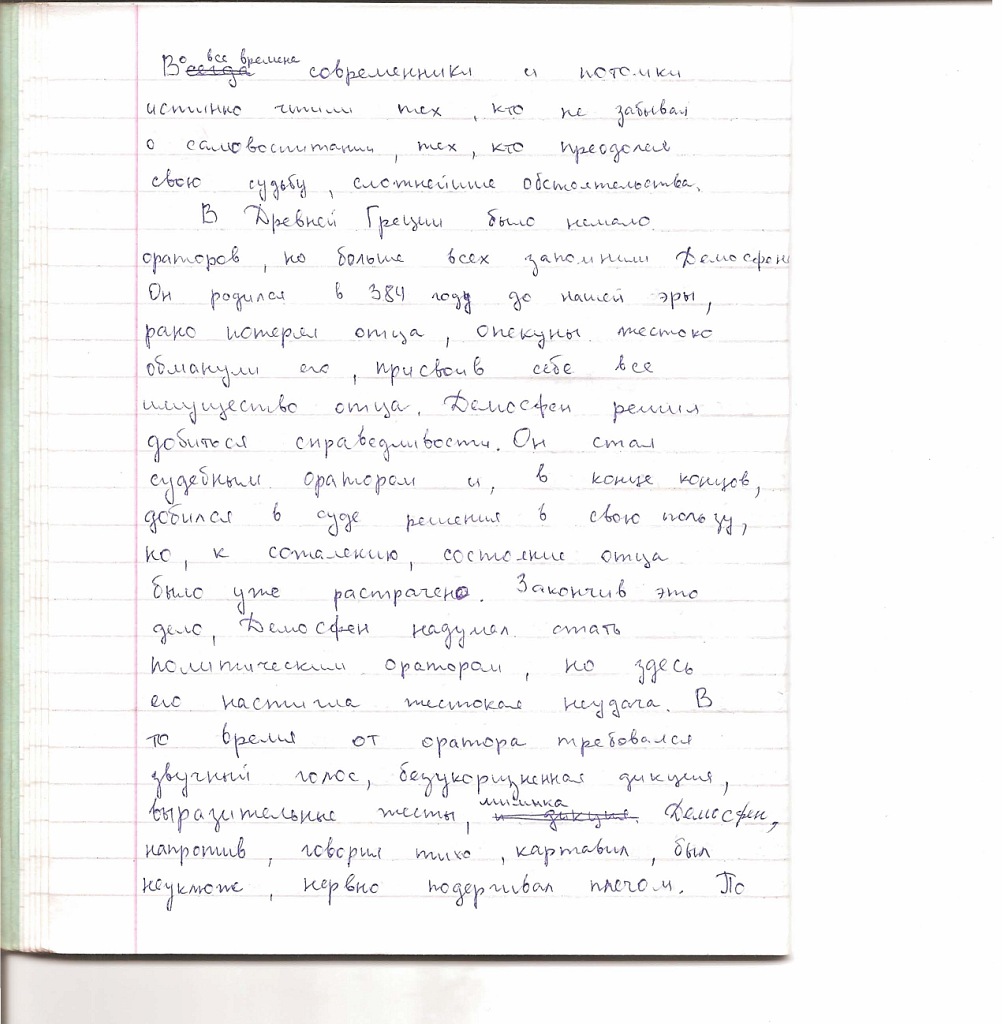 Во все времена современники и потомки
истинно чтили тех, кто не забывал
о самовоспитании, тех, кто преодолел
свою судьбу, сложнейшие обстоятельства.
В Древней Греции было немало
ораторов, но больше всех запомнили Демосфена
Он родился в 384 году до нашей эры,
рано потерял отца, опекуны жестоко
обманули его, присвоив себе все
имущество отца. Демосфен решил
добиться справедливости. Он стал
судебным оратором и, в конце концов,
добился в суде решения в свою пользу,
но, к сожалению, состояние отца
было уже растрачено. Закончив это
дело, Демосфен надумал стать
политическим оратором, но здесь
его настигла жестокая неудача. В
то время от оратора требовался
звучный голос, безукоризненная дикция,
выразительные жесты, мимика Демосфен,
напротив, говорил тихо, картавил, был
неуклюже, нервно подергивал плечом. По